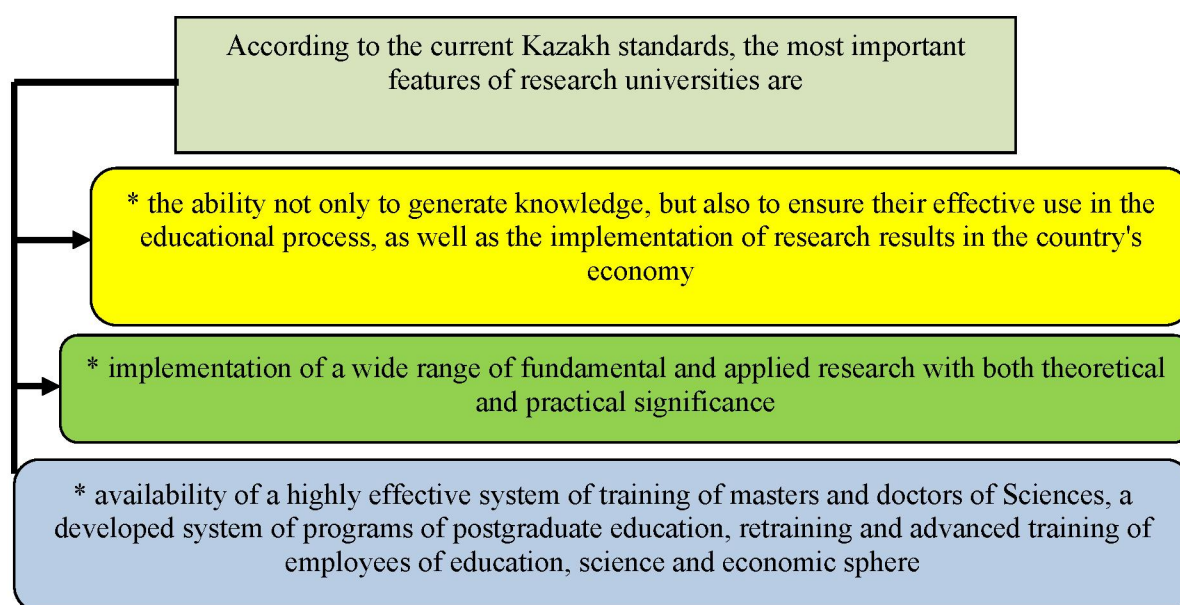 According to the current Kazakh standards, the most important
features of research universities are
* the ability not only to generate knowledge, but also to ensure their effective use in the
educational process, as well as the implementation of research results in the country's
economy
* implementation of a wide range of fundamental and applied research with both theoretical
and practical significance
* availability of a highly effective system of training of masters and doctors of Sciences, a
developed system of programs of postgraduate education, retraining and advanced training of
employees of education, science and economic sphere